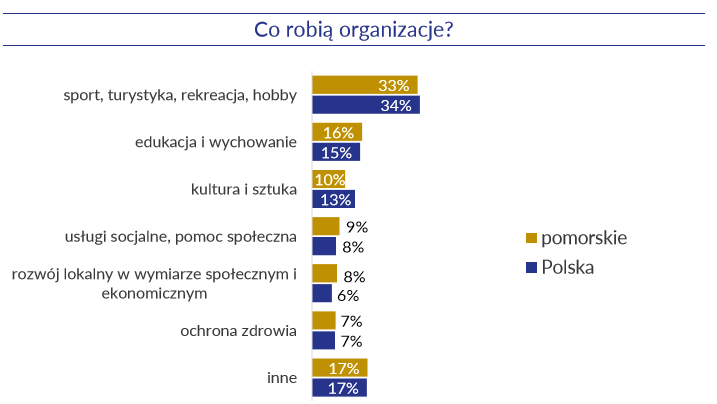 Co robią organizacje?
sport, turystyka, rekreacja, hobby
33%
34%
edukacja i wychowanie
16%
15%
kultura i sztuka
10%
13%
usługi socjalne, pomoc społeczna
9%
8%
rozwój lokalny w wymiarze społecznym i
ekonomicznym
8%
6%
ochrona zdrowia
7%
7%
inne
17%
17%
pomorskie
Polska